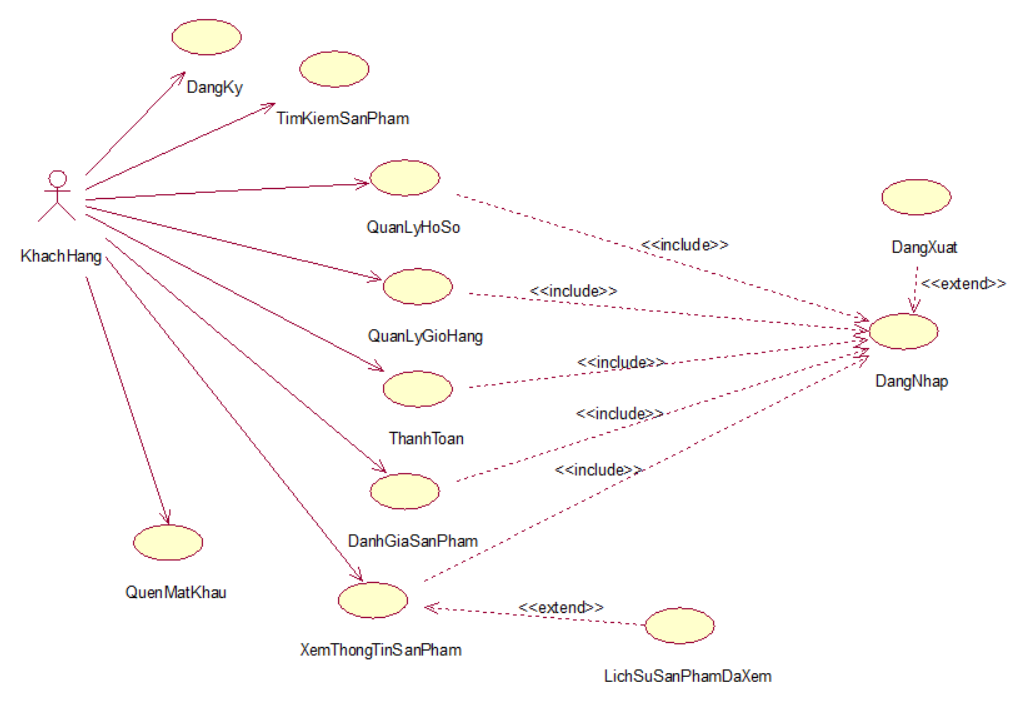 DangKy
TimKiemSanPham
KhachHang
QuanLyHoSo
<<include>>
DangXuat
<<extend>>
<<include>>
QuanLyGioHang
<<include>>
DangNhap
<<include>>
ThanhToan
<<include>>
DanhGiaSanPham
QuenMatKhau
<<extend>>
XemThongTinSanPham
LichSuSanPhamDaXem